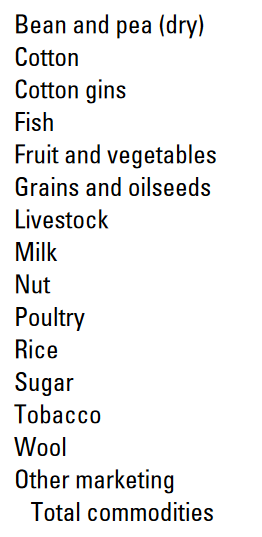 Bean and pea (dry)
Cotton
Cotton gins
Fish
Fruit and vegetables
Grains and oilseeds
Livestock
Milk
Nut
Poultry
Rice
Sugar
Tobacco
Wool
Other marketing
Total commodities